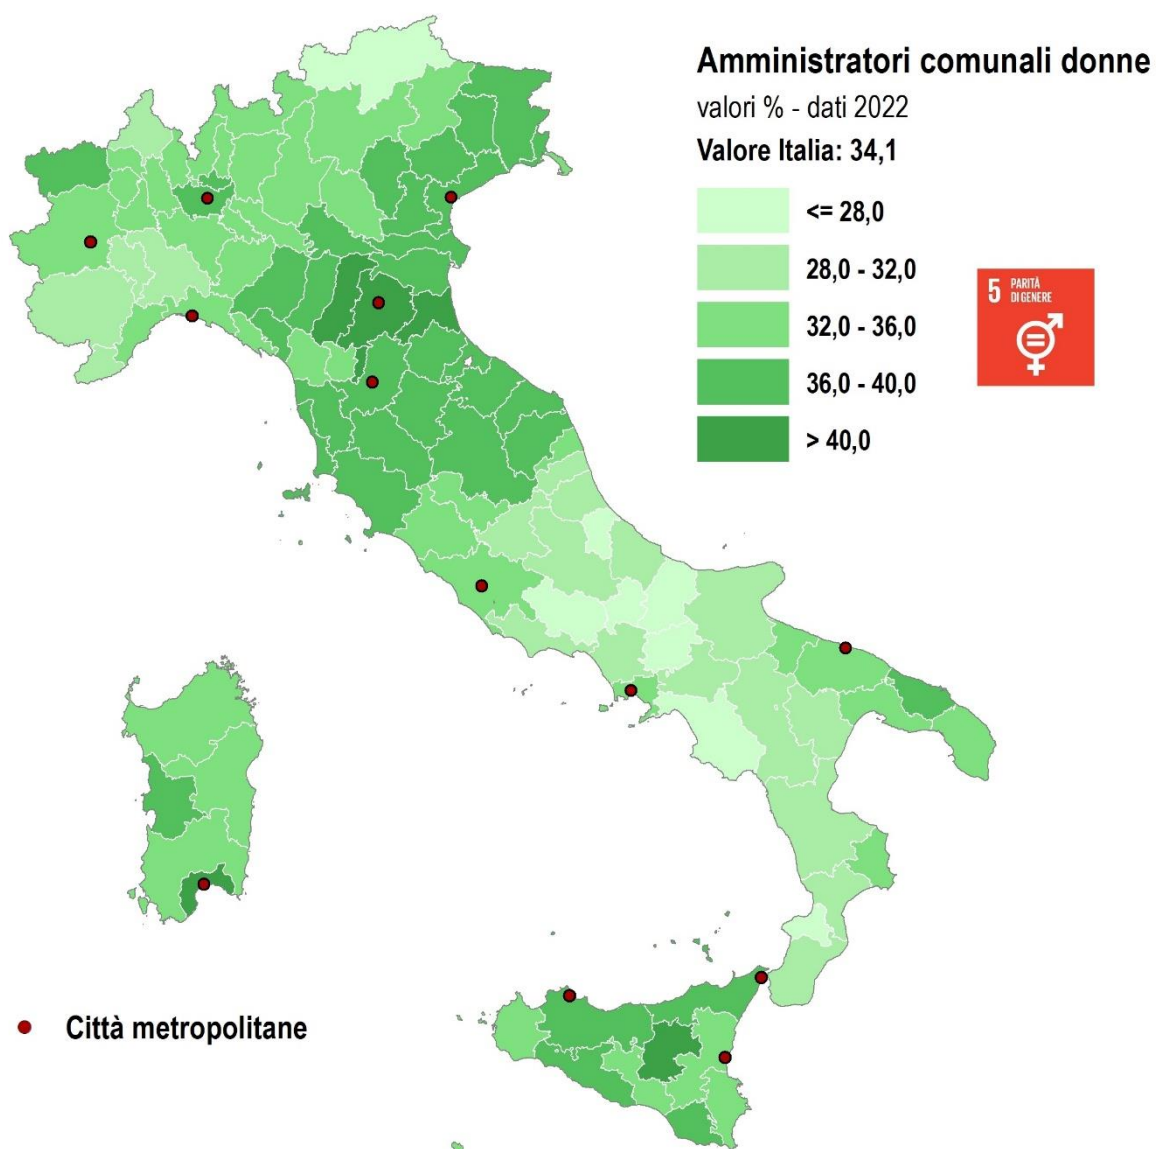 Amministratori comunali donne
valori % - dati 2022
Valore Italia: 34,1
<= 28,0
28,0 - 32,0
32,0 - 36,0
36,0 - 40,0
> 40,0
5 PARITÀ
DI GENERE
Città metropolitane